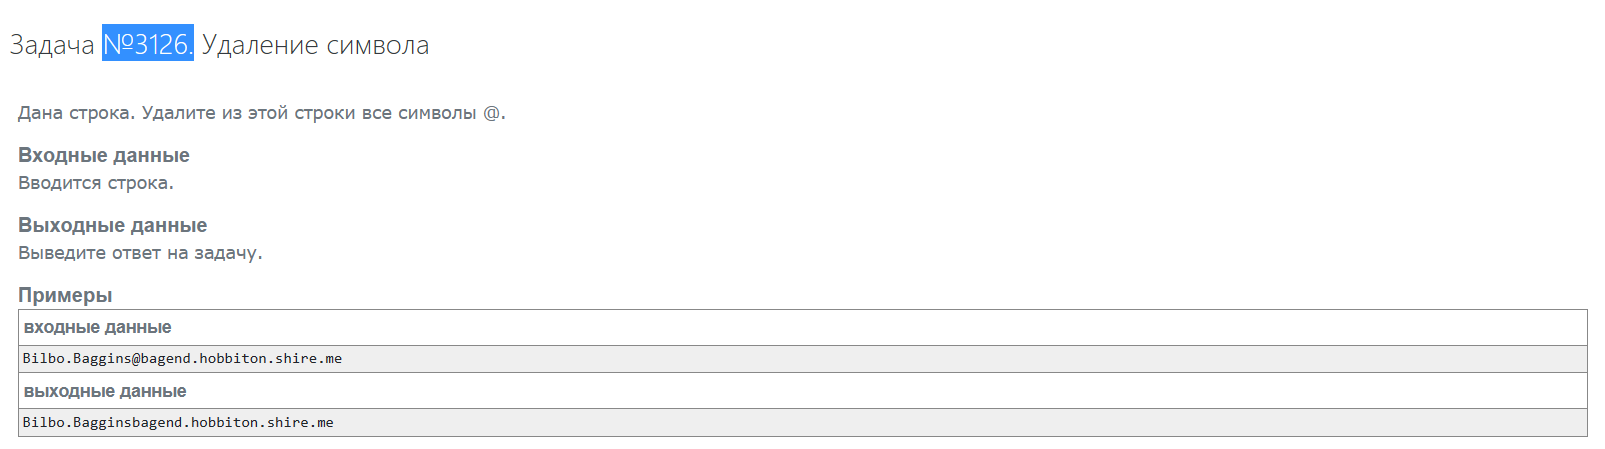 Задача №3126. Удаление символа
Дана строка. Удалите из этой строки все символы @.
Входные данные
Вводится строка.
Выходные данные
Выведите ответ на задачу.
Примеры
входные данные
Bilbo.Baggins@bagend.hobbiton.shire.me
выходные данные
Bilbo.Bagginsbagend.hobbiton.shire.me